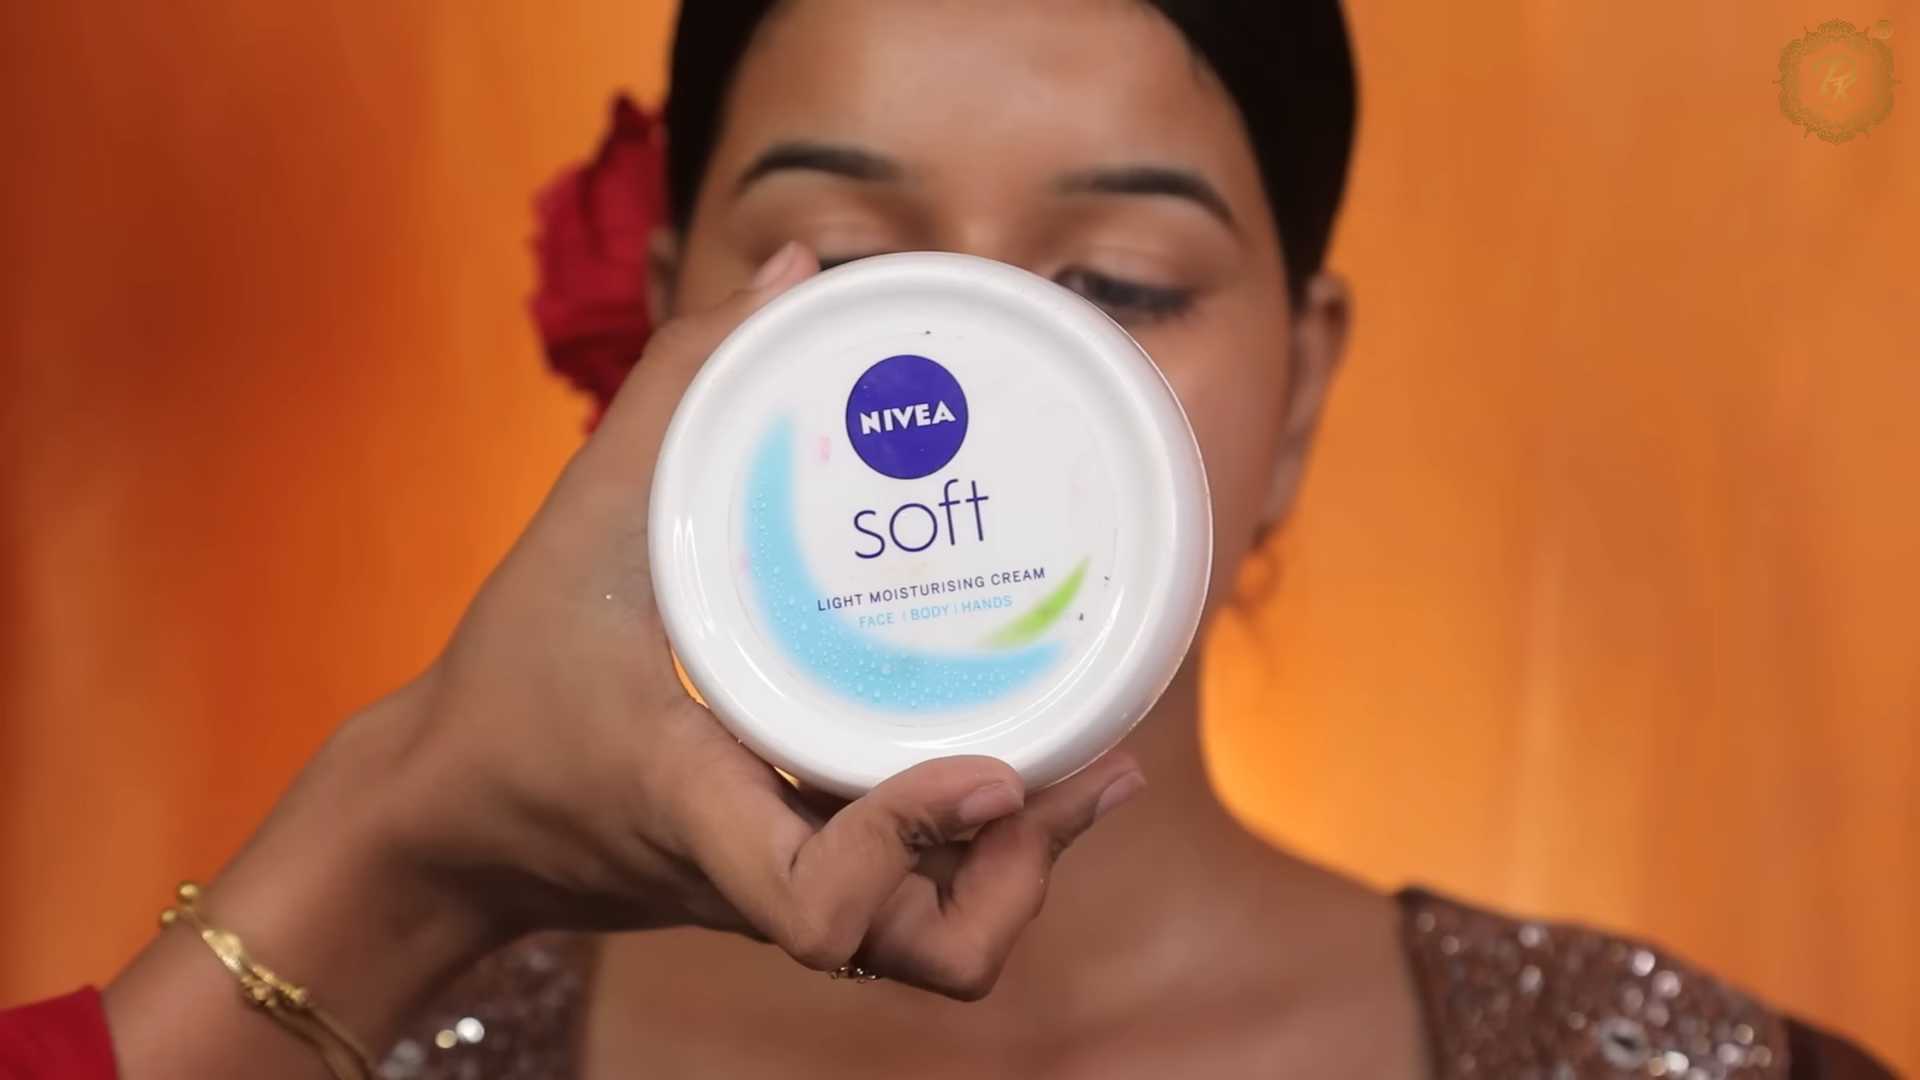 NIVEA
soft
LIGHT MOISTURISING CREAM
FACE | BODY | HANDS